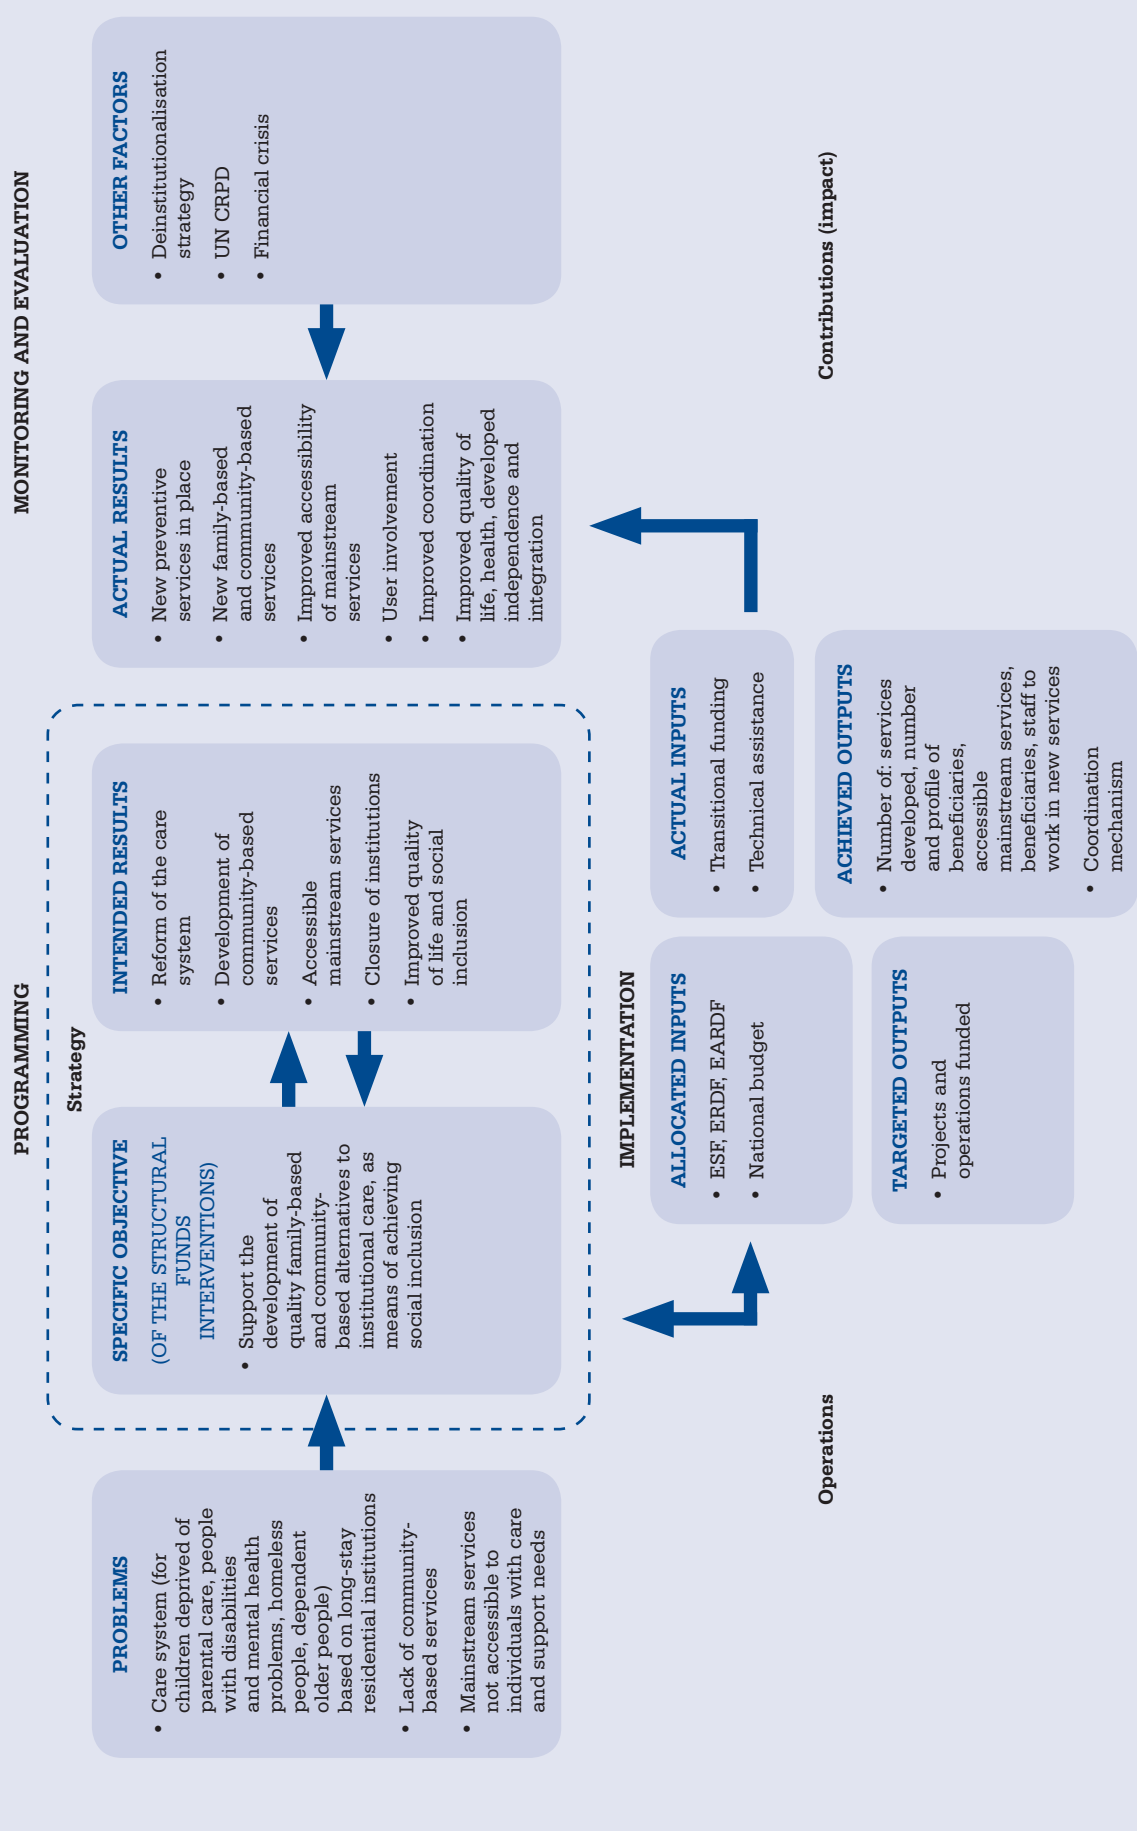 PROGRAMMING
MONITORING AND EVALUATION
Strategy
PROBLEMS
• Care system (for
children deprived of
parental care, people
with disabilities
and mental health
problems, homeless
people, dependent
older people)
based on long-stay
residential institutions
• Lack of community-
based services
• Mainstream services
not accessible to
individuals with care
and support needs
SPECIFIC OBJECTIVE
(OF THE STRUCTURAL
FUNDS
INTERVENTIONS)
• Support the
development of
quality family-based
and community-
based alternatives to
institutional care, as
means of achieving
social inclusion
INTENDED RESULTS
• Reform of the care
system
• Development of
community-based
services
• Accessible
mainstream services
• Closure of institutions
• Improved quality
of life and social
inclusion
ACTUAL RESULTS
• New preventive
services in place
• New family-based
and community-based
services
• Improved accessibility
of mainstream
services
• User involvement
• Improved coordination
• Improved quality of
life, health, developed
independence and
integration
OTHER FACTORS
• Deinstitutionalisation
strategy
• UN CRPD
• Financial crisis
IMPLEMENTATION
ALLOCATED INPUTS
• ESF, ERDF, EARDF
• National budget
TARGETED OUTPUTS
• Projects and
operations funded
ACTUAL INPUTS
• Transitional funding
• Technical assistance
ACHIEVED OUTPUTS
• Number of: services
developed, number
and profile of
beneficiaries,
accessible
mainstream services,
beneficiaries, staff to
work in new services
• Coordination
mechanism
Operations
Contributions (impact)